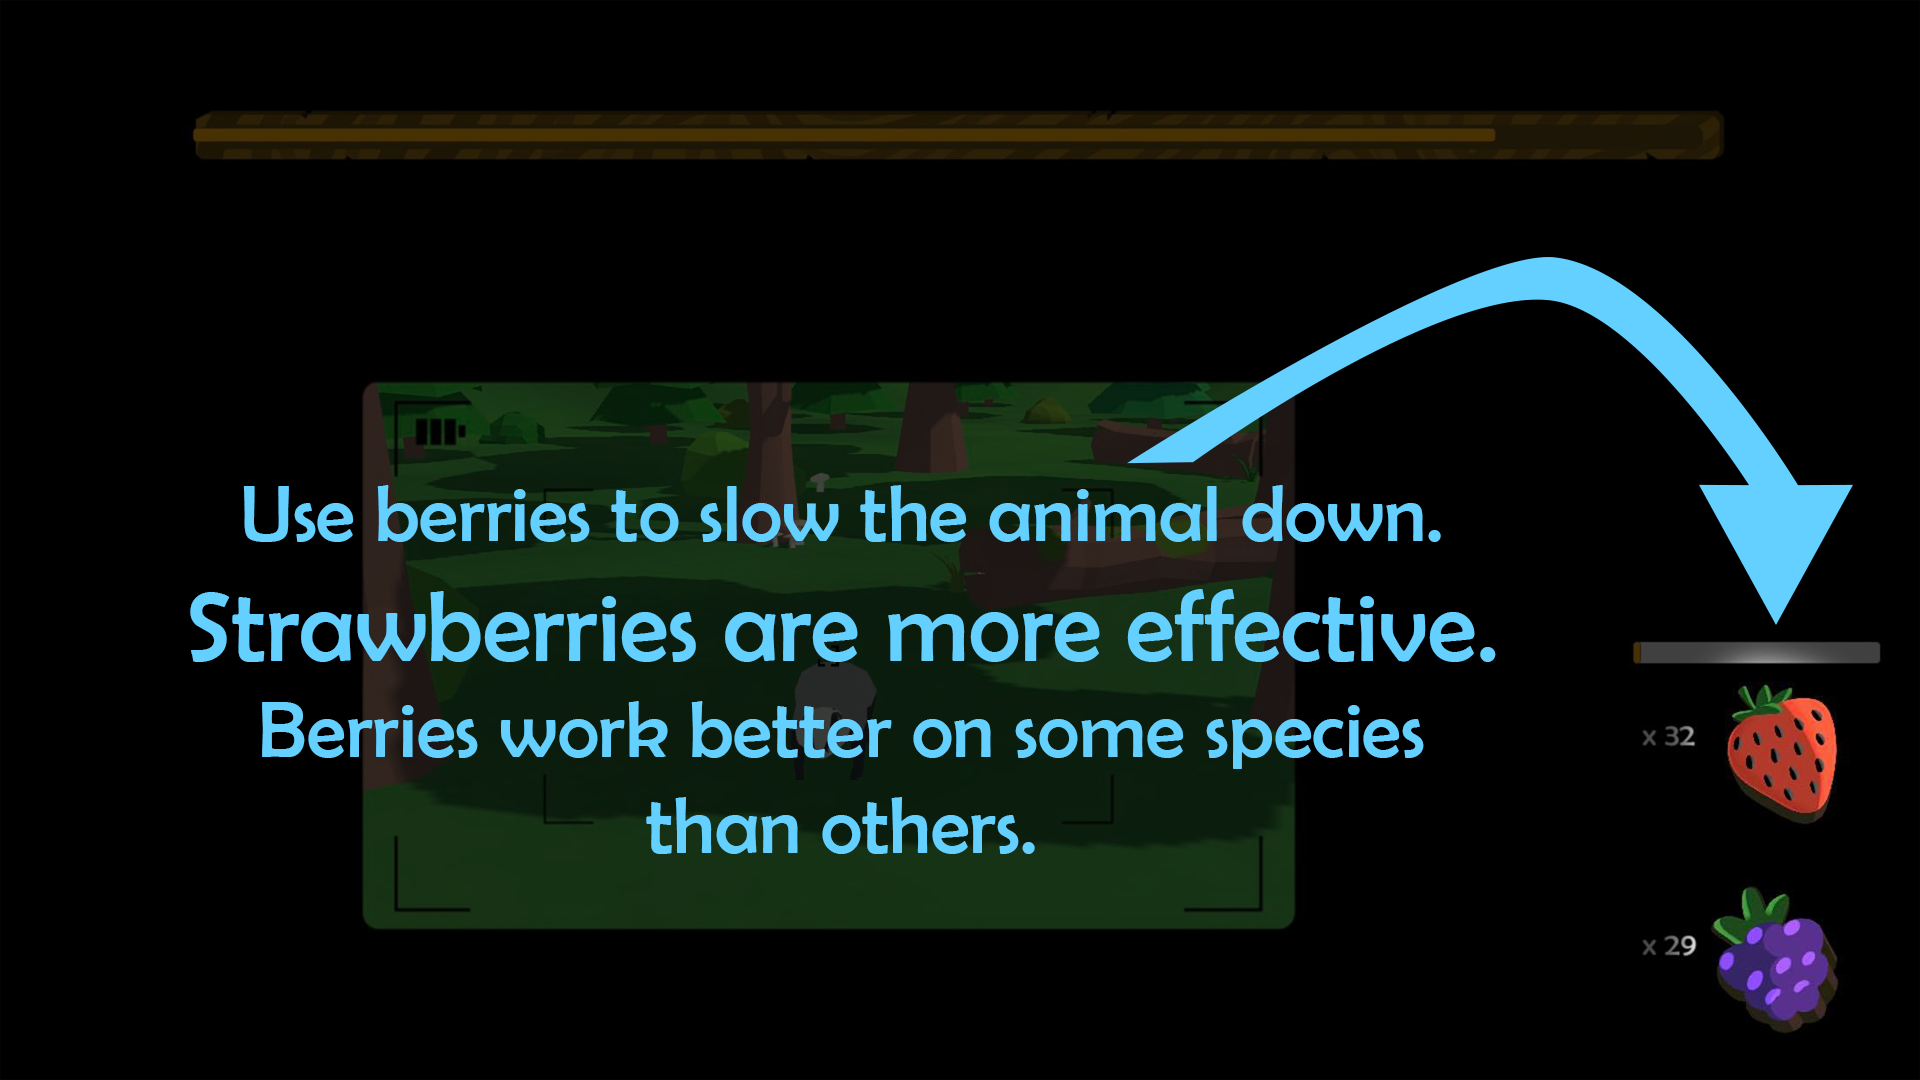 Use berries to slow the animal down.
Strawberries are more effective.
Berries work better on some species
than others.
x 32
x 29